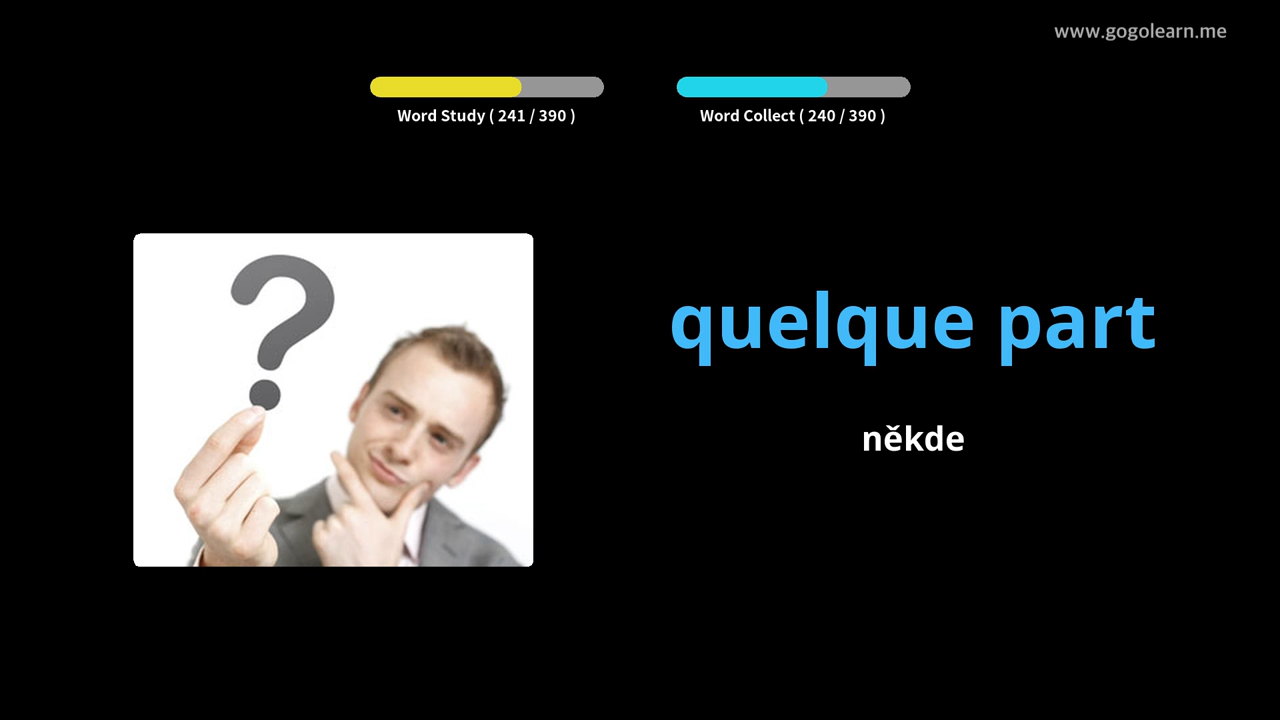 www.gogolearn.me
Word Study ( 241 / 390 )
Word Collect ( 240 / 390 )
?
quelque part
někde